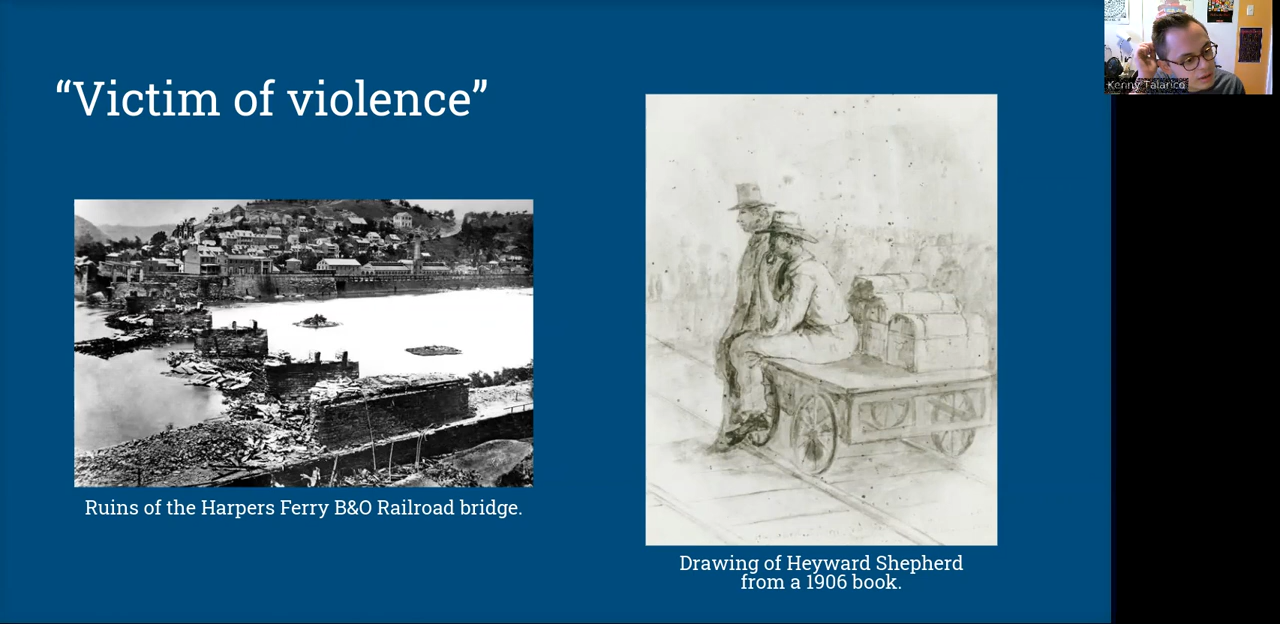 “Victim of violence”
Ruins of the Harpers Ferry B&O Railroad bridge.
Drawing of Heyward Shepherd
from a 1906 book.
Kenny Talarico